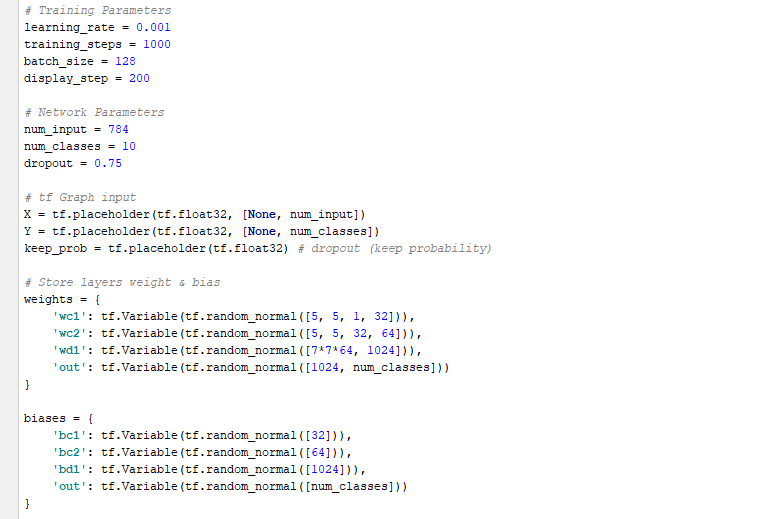 # Training Parameters
learning_rate = 0.001
training_steps = 1000
batch_size = 128
display_step = 200
# Network Parameters
num_input = 784
num_classes = 10
dropout = 0.75
# tf Graph input
X = tf.placeholder(tf.float32, [None, num_input])
Y = tf.placeholder(tf.float32, [None, num_classes])
keep_prob = tf.placeholder(tf.float32) # dropout (keep probability)
# Store layers weight & bias
weights = {
    'wc1': tf.Variable(tf.random_normal([5, 5, 1, 32])),
    'wc2': tf.Variable(tf.random_normal([5, 5, 32, 64])),
    'wd1': tf.Variable(tf.random_normal([7*7*64, 1024])),
    'out': tf.Variable(tf.random_normal([1024, num_classes]))
}
biases = {
    'bc1': tf.Variable(tf.random_normal([32])),
    'bc2': tf.Variable(tf.random_normal([64])),
    'bd1': tf.Variable(tf.random_normal([1024])),
    'out': tf.Variable(tf.random_normal([num_classes]))
}